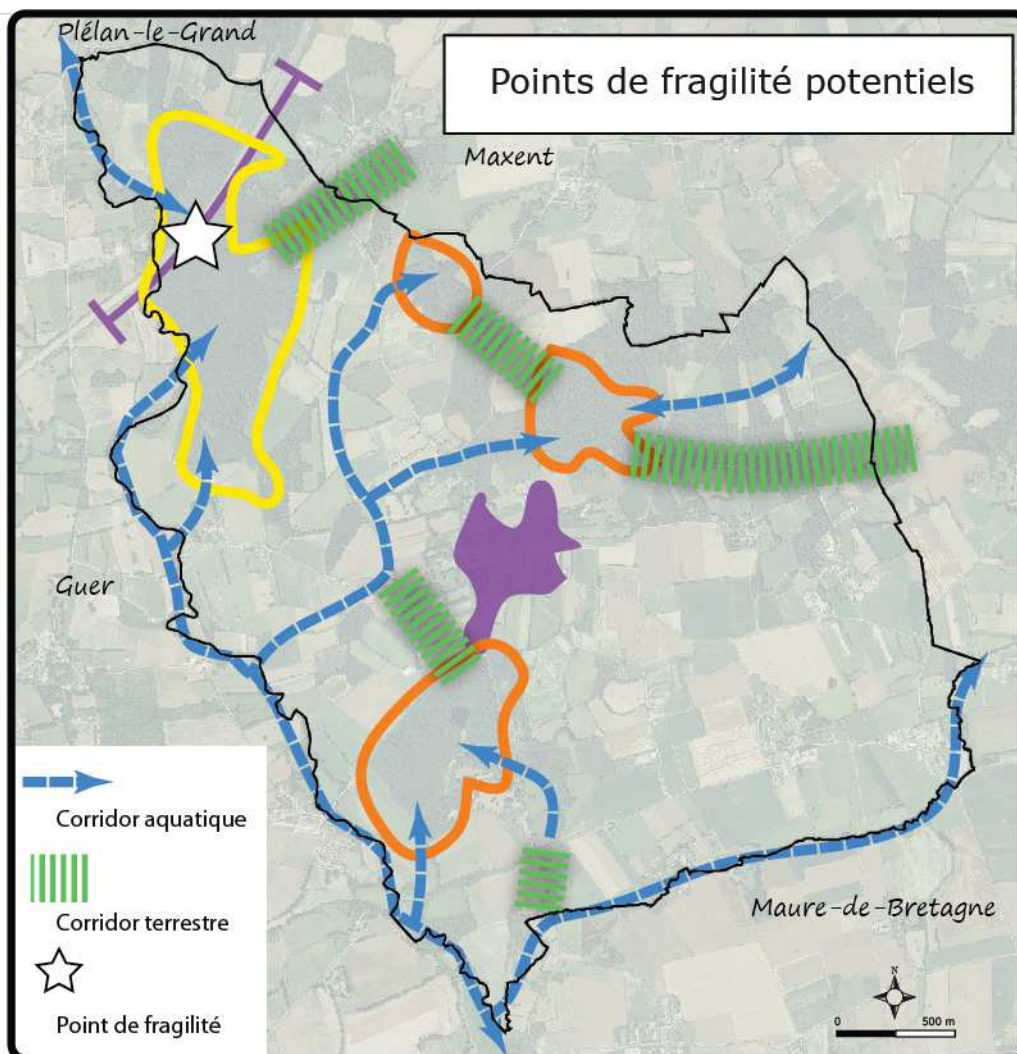 Plélan-le-Grand
Points de fragilité potentiels
Maxent
Guer
Corridor aquatique
Corridor terrestre
Point de fragilité
Maure-de-Bretagne
N
0 500 m